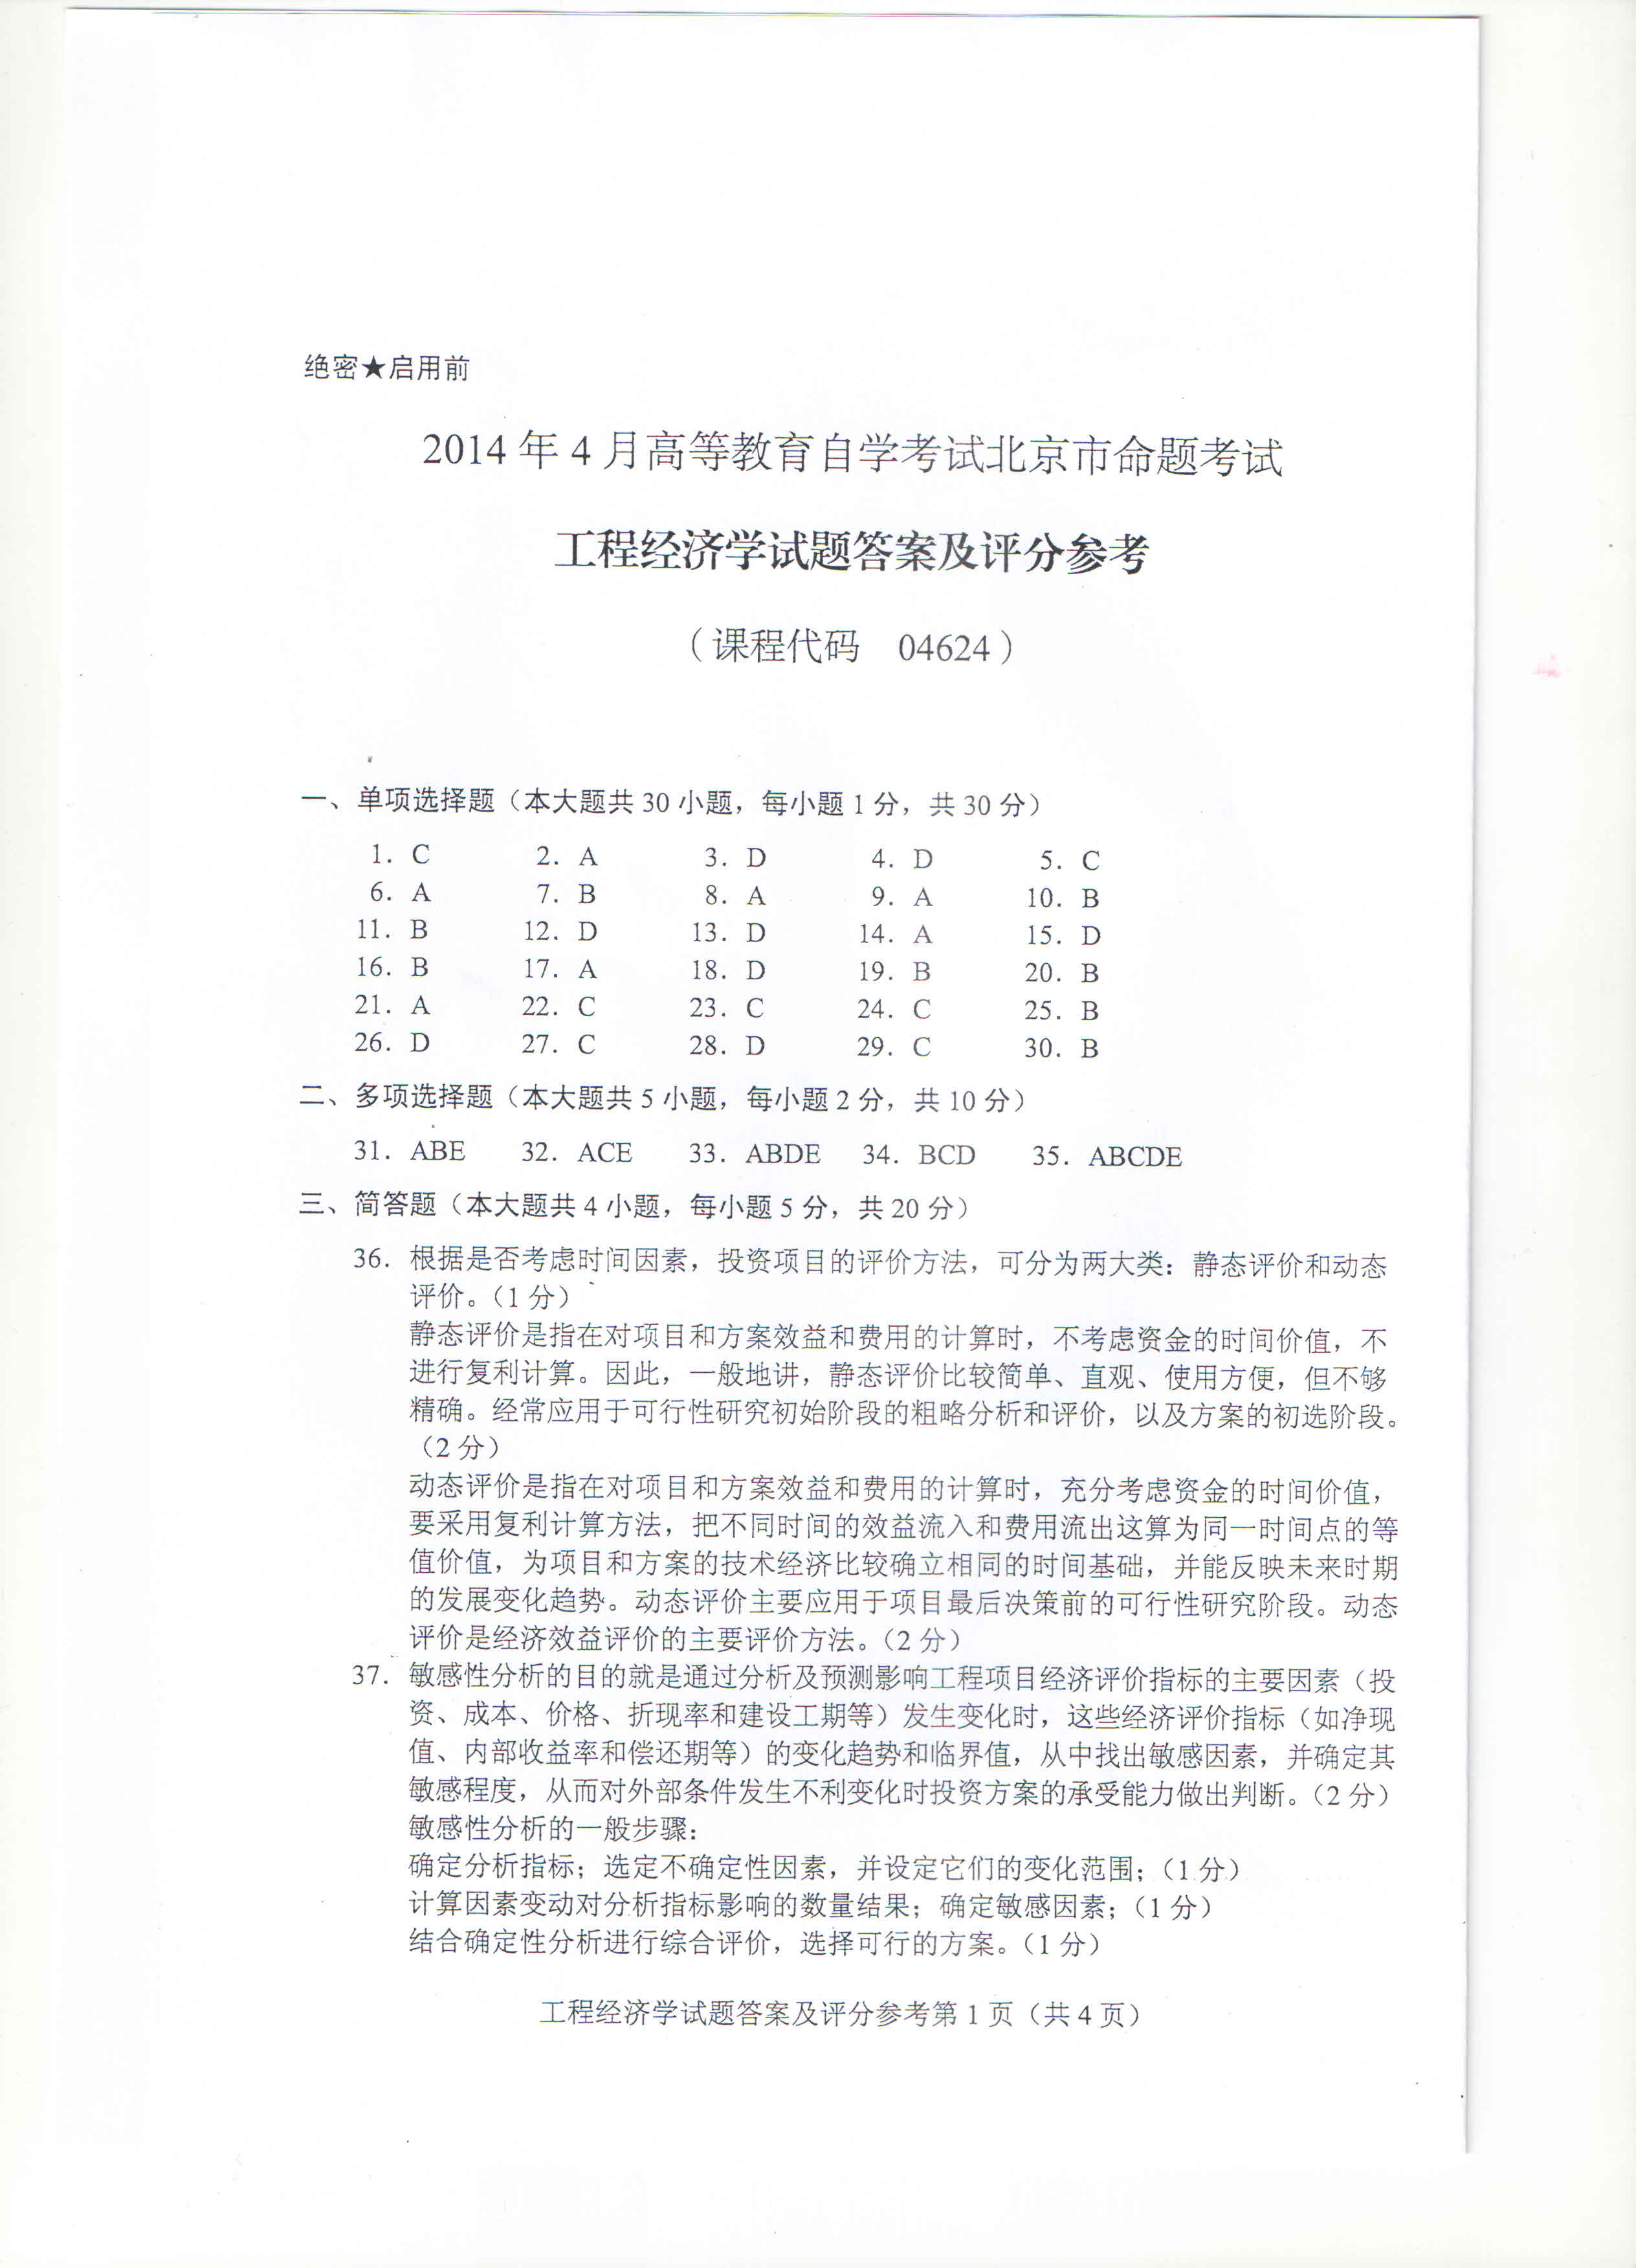 绝密★启用前
2014 年 4 月高等教育自学考试北京市命题考试
工程经济学试题答案及评分参考
（课程代码　04624）
一、单项选择题（本大题共 30 小题，每小题 1 分，共 30 分）
1. C　2. A　3. D　4. D　5. C
6. A　7. B　8. A　9. A　10. B
11. B　12. D　13. D　14. A　15. D
16. B　17. A　18. D　19. B　20. B
21. A　22. C　23. C　24. C　25. B
26. D　27. C　28. D　29. C　30. B
二、多项选择题（本大题共 5 小题，每小题 2 分，共 10 分）
31. ABE　32. ACE　33. ABDE　34. BCD　35. ABCDE
三、简答题（本大题共 4 小题，每小题 5 分，共 20 分）
36. 根据是否考虑时间因素，投资项目的评价方法，可分为两大类：静态评价和动态
评价。（1 分）
静态评价是指在对项目和方案效益和费用的计算时，不考虑资金的时间价值，不
进行复利计算。因此，一般地讲，静态评价比较简单、直观、使用方便，但不够
精确。经常应用于可行性研究初始阶段的粗略分析和评价，以及方案的初选阶段。
（2 分）
动态评价是指在对项目和方案效益和费用的计算时，充分考虑资金的时间价值，
要采用复利计算方法，把不同时间的效益流入和费用流出这算为同一时间点的等
值价值，为项目和方案的技术经济比较确立相同的时间基础，并能反映未来时期
的发展变化趋势。动态评价主要应用于项目最后决策前的可行性研究阶段。动态
评价是经济效益评价的主要评价方法。（2 分）
37. 敏感性分析的目的就是通过分析及预测影响工程项目经济评价指标的主要因素（投
资、成本、价格、折现率和建设工期等）发生变化时，这些经济评价指标（如净现
值、内部收益率和偿还期等）的变化趋势和临界值，从中找出敏感因素，并确定其
敏感程度，从而对外部条件发生不利变化时投资方案的承受能力做出判断。（2 分）
敏感性分析的一般步骤：
确定分析指标；选定不确定性因素，并设定它们的变化范围；（1 分）
计算因素变动对分析指标影响的数量结果；确定敏感因素；（1 分）
结合确定性分析进行综合评价，选择可行的方案。（1 分）
工程经济学试题答案及评分参考第 1 页（共 4 页）